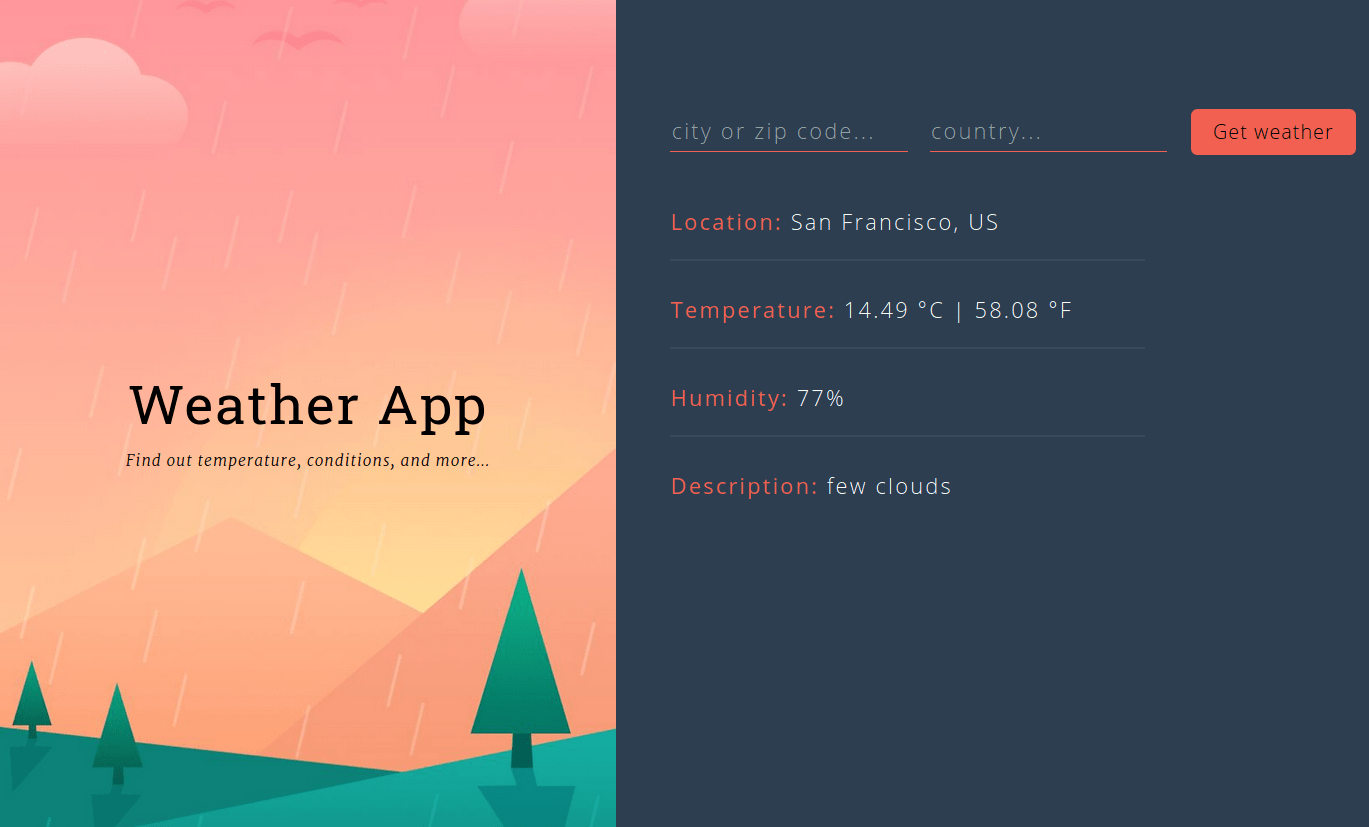 Weather App
Find out temperature, conditions, and more...
city or zip code...
country...
Get weather
Location: San Francisco, US
Temperature: 14.49 °C | 58.08 °F
Humidity: 77%
Description: few clouds